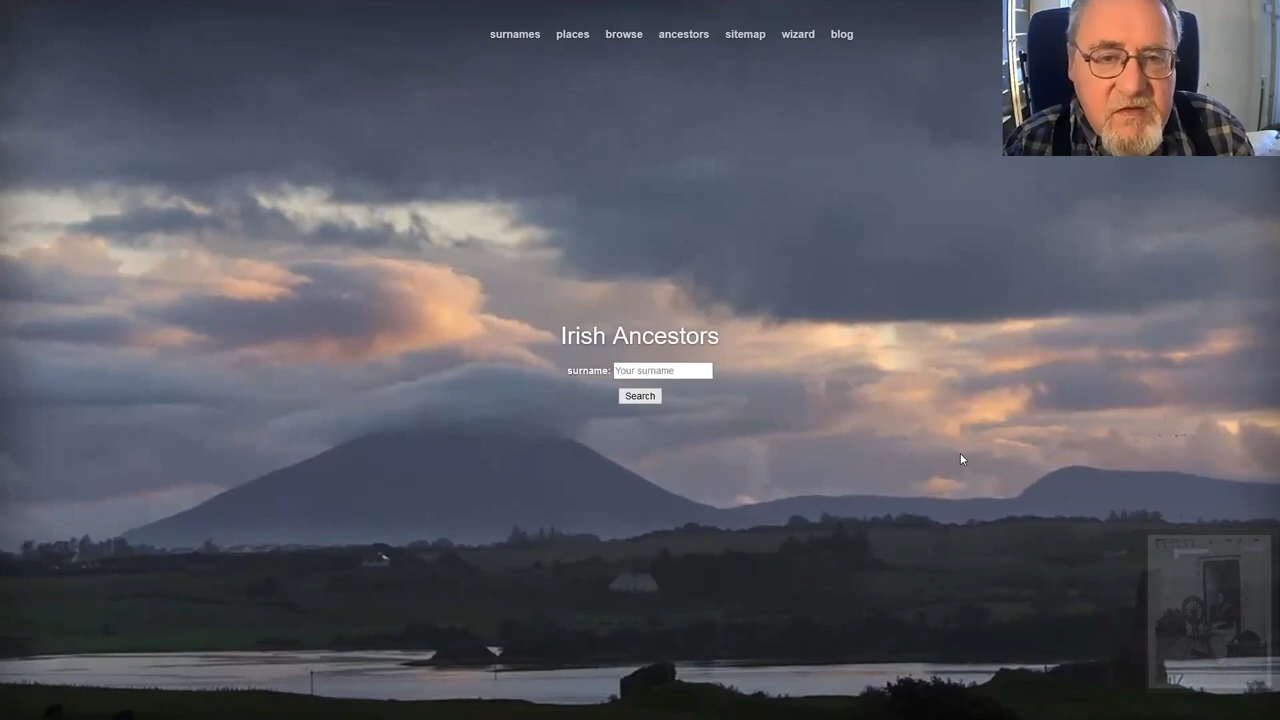 surnames places browse ancestors sitemap wizard blog
Irish Ancestors
surname: Your surname
Search